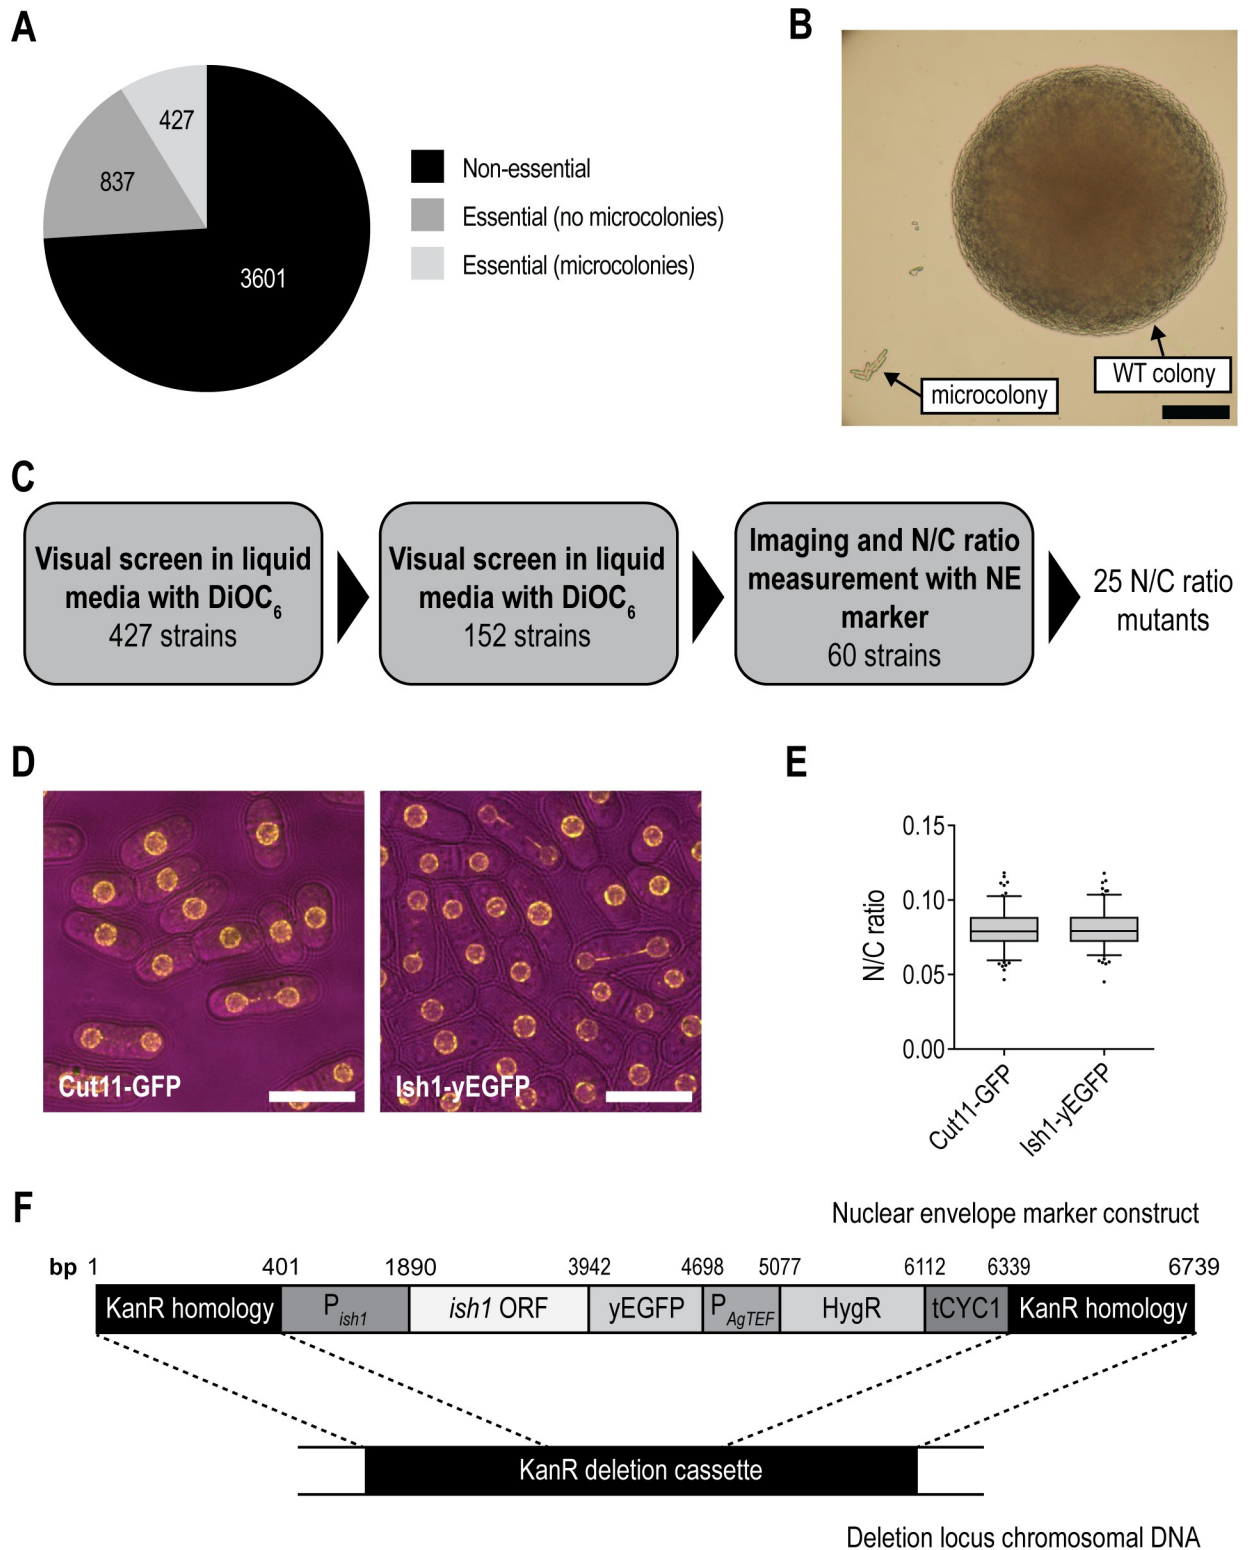 A
427
837
3601
Non-essential
Essential (no microcolonies)
Essential (microcolonies)
B
WT colony
microcolony
C
Visual screen in liquid
media with DiOC6
427 strains
Visual screen in liquid
media with DiOC6
152 strains
Imaging and N/C ratio
measurement with NE
marker
60 strains
25 N/C ratio
mutants
D
Cut11-GFP
Ish1-yEGFP
E
N/C ratio
0.15
0.10
0.05
0.00
Cut11-GFP
Ish1-yEGFP
F
Nuclear envelope marker construct
bp 1 401 1890 3942 4698 5077 6112 6339 6739
KanR homology Pish1 ish1 ORF yEGFP PAgTEF HygR tCYC1 KanR homology
KanR deletion cassette
Deletion locus chromosomal DNA